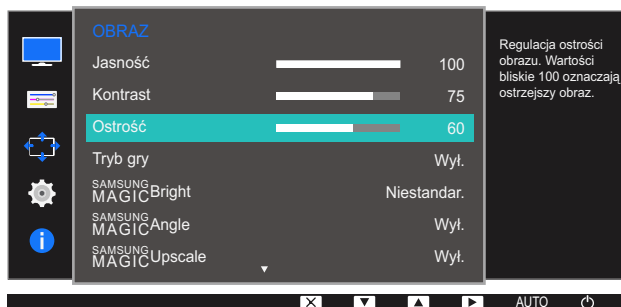 OBRAZ
Jasność 100
Kontrast 75
Ostrość 60
Tryb gry Wył.
SAMSUNG
MAGICBright Niestandar.
SAMSUNG
MAGICAngle Wył.
SAMSUNG
MAGICUpscale Wył.
Regulacja ostrości
obrazu. Wartości
bliskie 100 oznaczają
ostrzejszy obraz.
AUTO